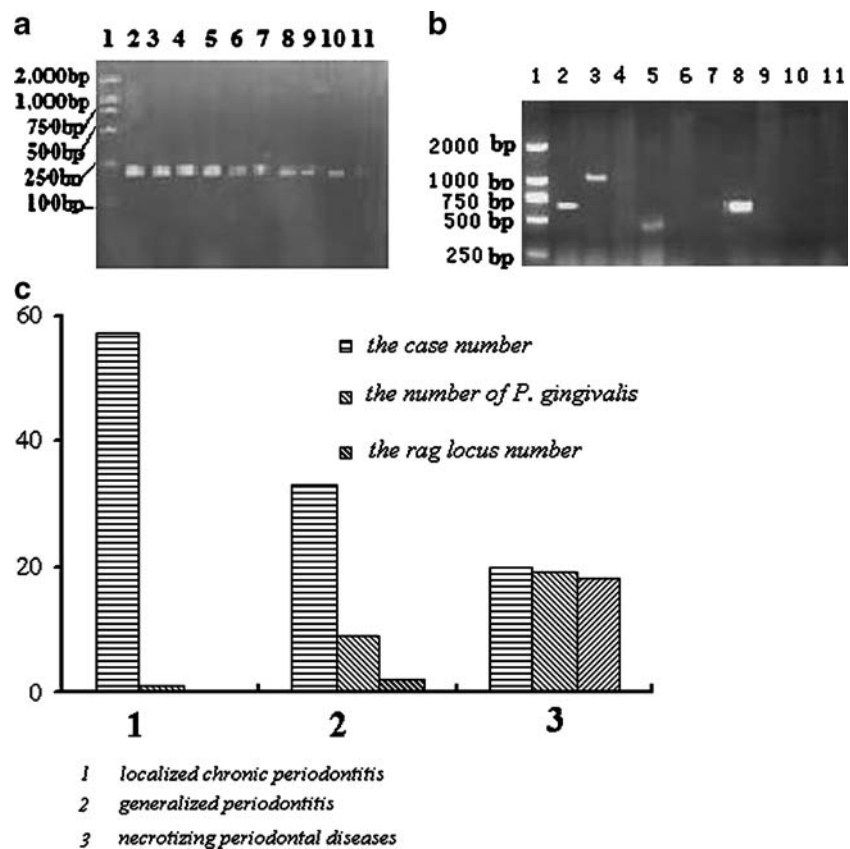 a
1 2 3 4 5 6 7 8 9 10 11
2,000bp
1,000bp
750bp
500bp
250bp
100bp
b
1 2 3 4 5 6 7 8 9 10 11
2000 bp
1000 bp
750 bp
500 bp
250 bp
c
60
40
20
0
the case number
the number of P. gingivalis
the rag locus number
1 2 3
1 localized chronic periodontitis
2 generalized periodontitis
3 necrotizing periodontal diseases